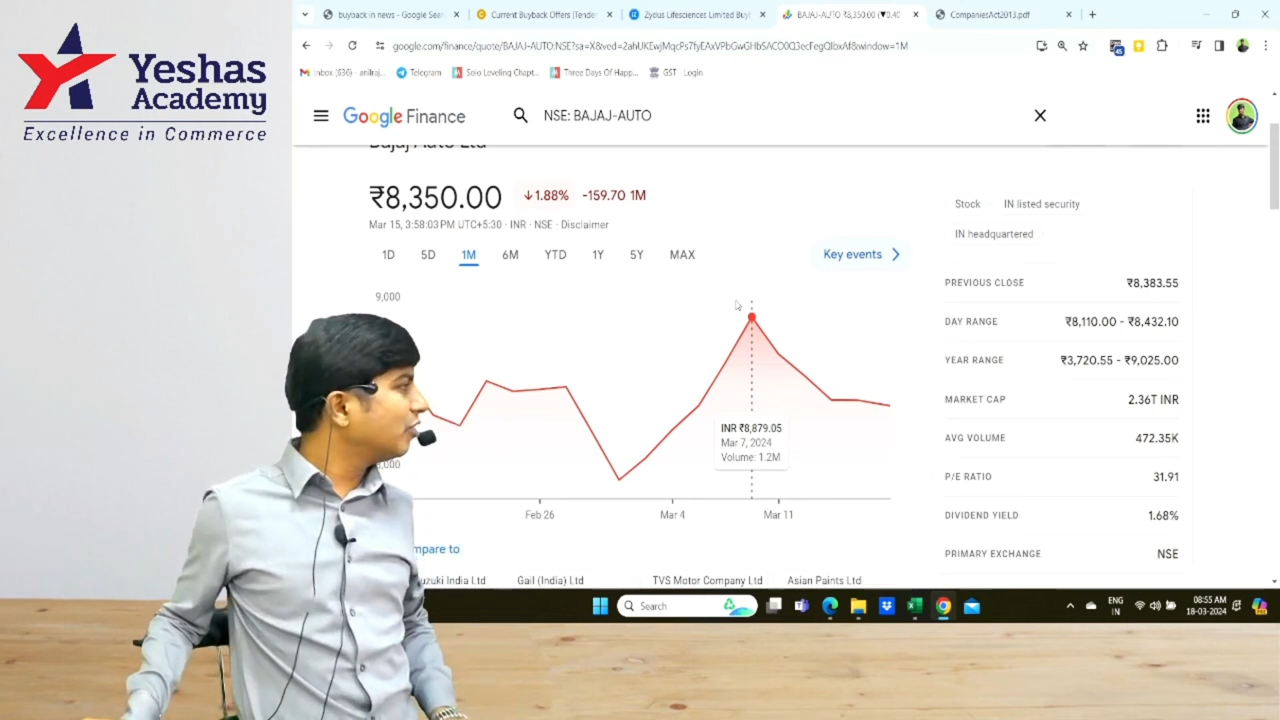 Yeshas
Academy
Excellence in Commerce
buyback in news - Google Sear
Current Buyback Offers [Tender
Zydus Lifesciences Limited Buy
BAJAJ-AUTO ₹8,350.00 (▼0.40
CompaniesAct2013.pdf
google.com/finance/quote/BAJAJ-AUTO:NSE?sa=X&ved=2ahUKEwjMqcPs7fyEAxVPbGwGHbSACO0Q3ecFegQIbxAf&window=1M
Inbox (636) - anilraj...
Telegram
Solo Leveling Chapt...
Three Days Of Happ...
GST - Login
Google Finance
NSE: BAJAJ-AUTO
Bajaj Auto Ltd
₹8,350.00 ↓1.88% -159.70 1M
Mar 15, 3:58:03 PM UTC+5:30 · INR · NSE · Disclaimer
1D 5D 1M 6M YTD 1Y 5Y MAX
Key events
9,000
INR ₹8,879.05
Mar 7, 2024
Volume: 1.2M
Feb 26 Mar 4 Mar 11
mpare to
uzuki India Ltd Gail (India) Ltd TVS Motor Company Ltd Asian Paints Ltd
Stock IN listed security
IN headquartered
PREVIOUS CLOSE ₹8,383.55
DAY RANGE ₹8,110.00 - ₹8,432.10
YEAR RANGE ₹3,720.55 - ₹9,025.00
MARKET CAP 2.36T INR
AVG VOLUME 472.35K
P/E RATIO 31.91
DIVIDEND YIELD 1.68%
PRIMARY EXCHANGE NSE
Search
ENG
IN
08:55 AM
18-03-2024